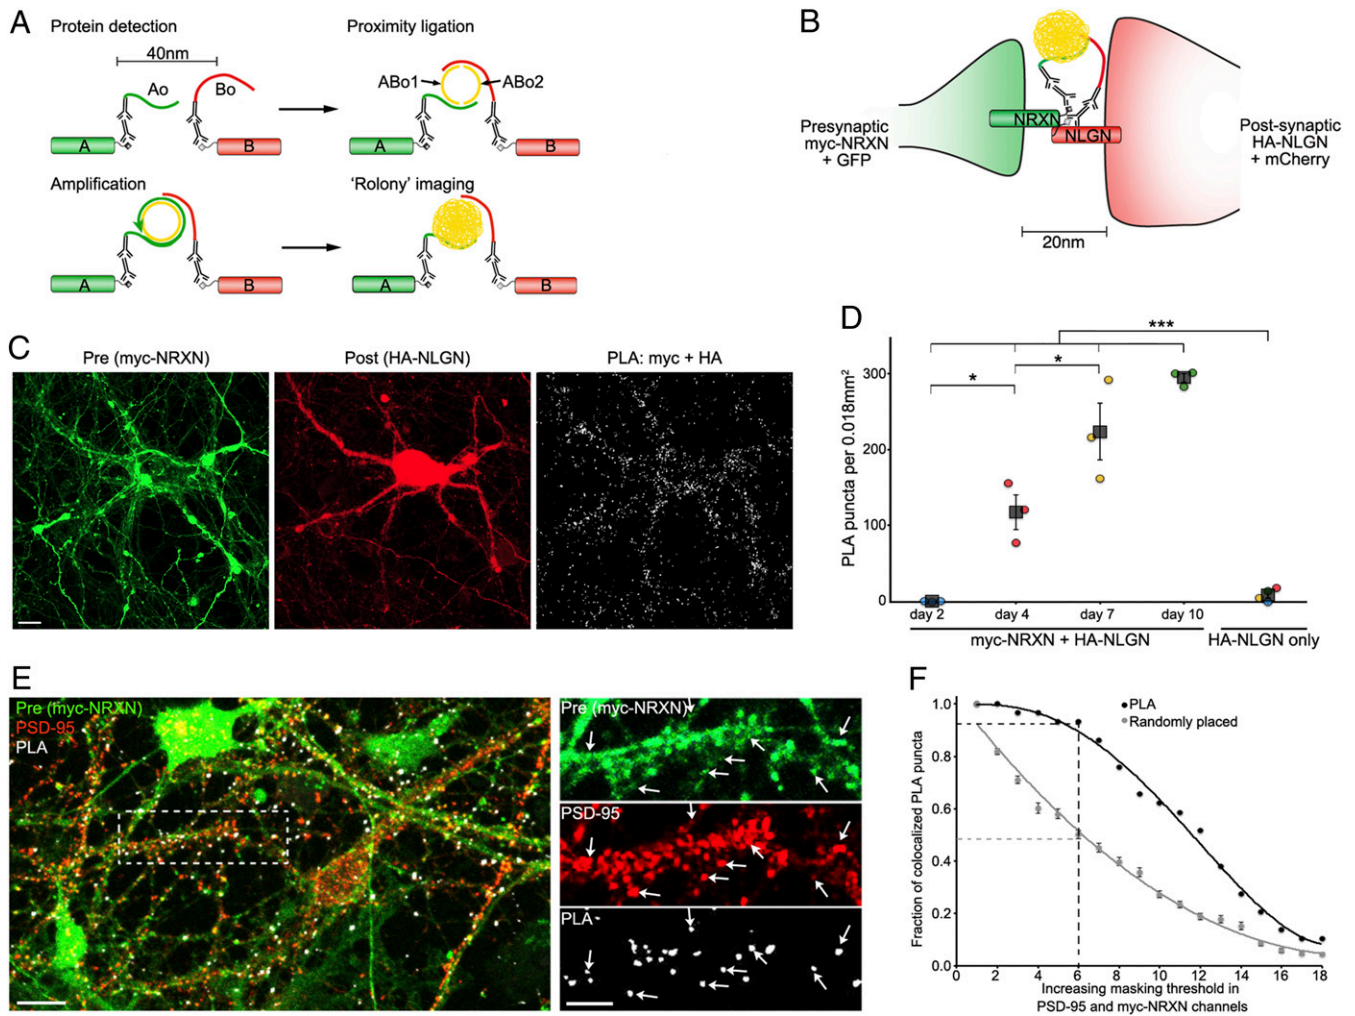 A
Protein detection
Proximity ligation
40nm
Ao
Bo
ABo1
ABo2
A
B
A
B
Amplification
'Rolony' imaging
A
B
A
B
B
NRXN
NLGN
Presynaptic
myc-NRXN
+ GFP
Post-synaptic
HA-NLGN
+ mCherry
20nm
C
Pre (myc-NRXN)
Post (HA-NLGN)
PLA: myc + HA
D
***
*
*
PLA puncta per 0.018mm²
300
200
100
0
day 2
day 4
day 7
day 10
myc-NRXN + HA-NLGN
HA-NLGN only
E
Pre (myc-NRXN)
PSD-95
PLA
Pre (myc-NRXN)
PSD-95
PLA
F
PLA
Randomly placed
Fraction of colocalized PLA puncta
1.0
0.8
0.6
0.4
0.2
0.0
0 2 4 6 8 10 12 14 16 18
Increasing masking threshold in
PSD-95 and myc-NRXN channels